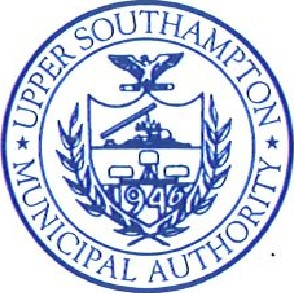 ★ UPPER SOUTHAMPTON ★
MUNICIPAL AUTHORITY
1946